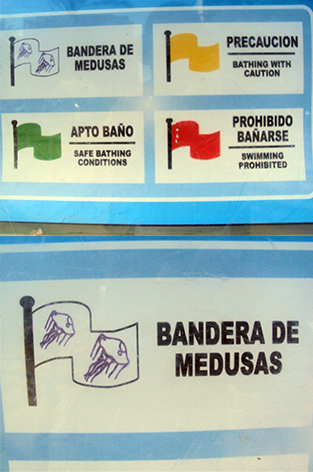 BANDERA DE
MEDUSAS
PRECAUCION
BATHING WITH
CAUTION
APTO BAÑO
SAFE BATHING
CONDITIONS
PROHIBIDO
BAÑARSE
SWIMMING
PROHIBITED
BANDERA DE
MEDUSAS